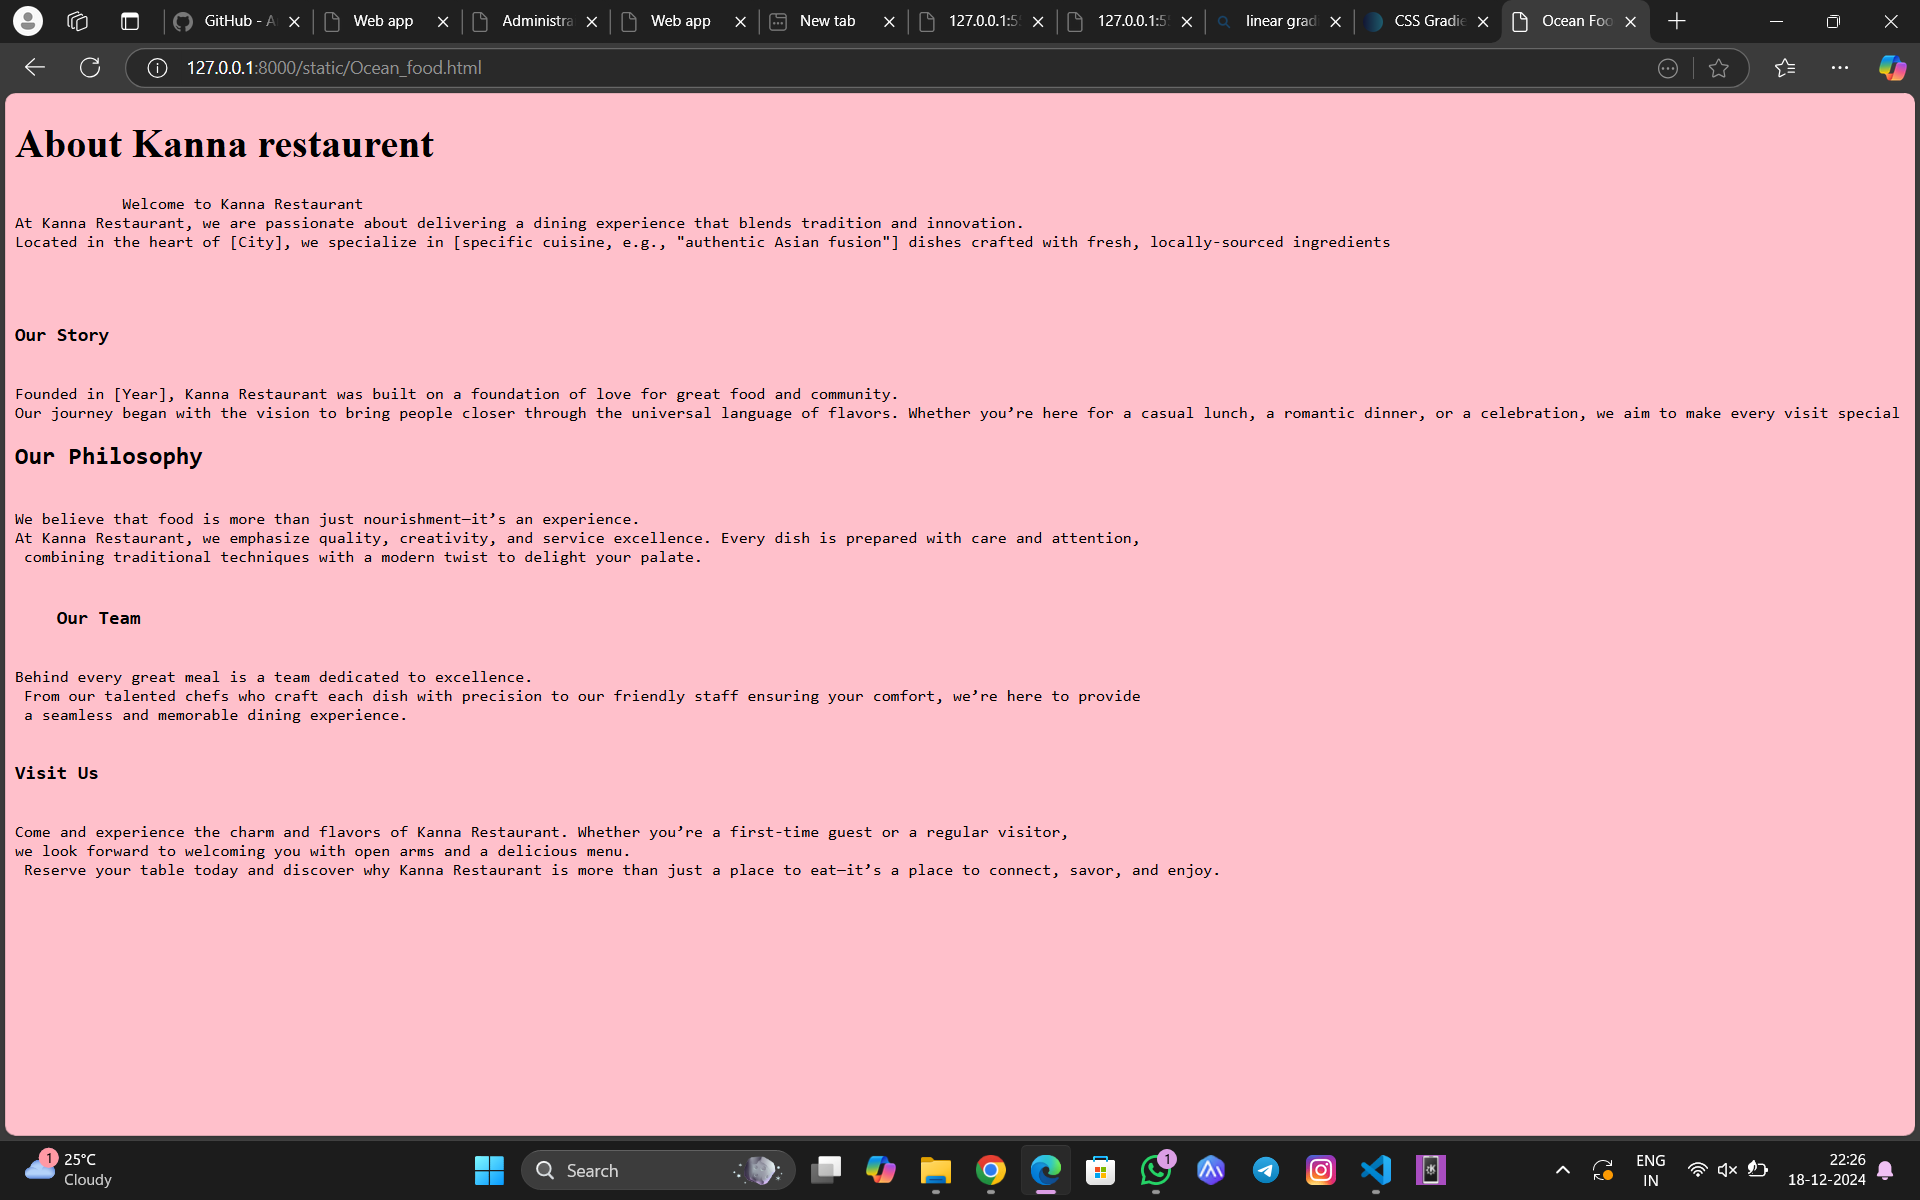 GitHub - A
Web app
Administra
Web app
New tab
127.0.0.1:5
127.0.0.1:5
linear grad
CSS Gradie
Ocean Foo
127.0.0.1:8000/static/Ocean_food.html
About Kanna restaurent
Welcome to Kanna Restaurant
At Kanna Restaurant, we are passionate about delivering a dining experience that blends tradition and innovation.
Located in the heart of [City], we specialize in [specific cuisine, e.g., "authentic Asian fusion"] dishes crafted with fresh, locally-sourced ingredients
Our Story
Founded in [Year], Kanna Restaurant was built on a foundation of love for great food and community.
Our journey began with the vision to bring people closer through the universal language of flavors. Whether you’re here for a casual lunch, a romantic dinner, or a celebration, we aim to make every visit special
Our Philosophy
We believe that food is more than just nourishment—it’s an experience.
At Kanna Restaurant, we emphasize quality, creativity, and service excellence. Every dish is prepared with care and attention,
combining traditional techniques with a modern twist to delight your palate.
Our Team
Behind every great meal is a team dedicated to excellence.
From our talented chefs who craft each dish with precision to our friendly staff ensuring your comfort, we’re here to provide
a seamless and memorable dining experience.
Visit Us
Come and experience the charm and flavors of Kanna Restaurant. Whether you’re a first-time guest or a regular visitor,
we look forward to welcoming you with open arms and a delicious menu.
Reserve your table today and discover why Kanna Restaurant is more than just a place to eat—it’s a place to connect, savor, and enjoy.
1
25°C
Cloudy
Search
1
ENG
IN
22:26
18-12-2024